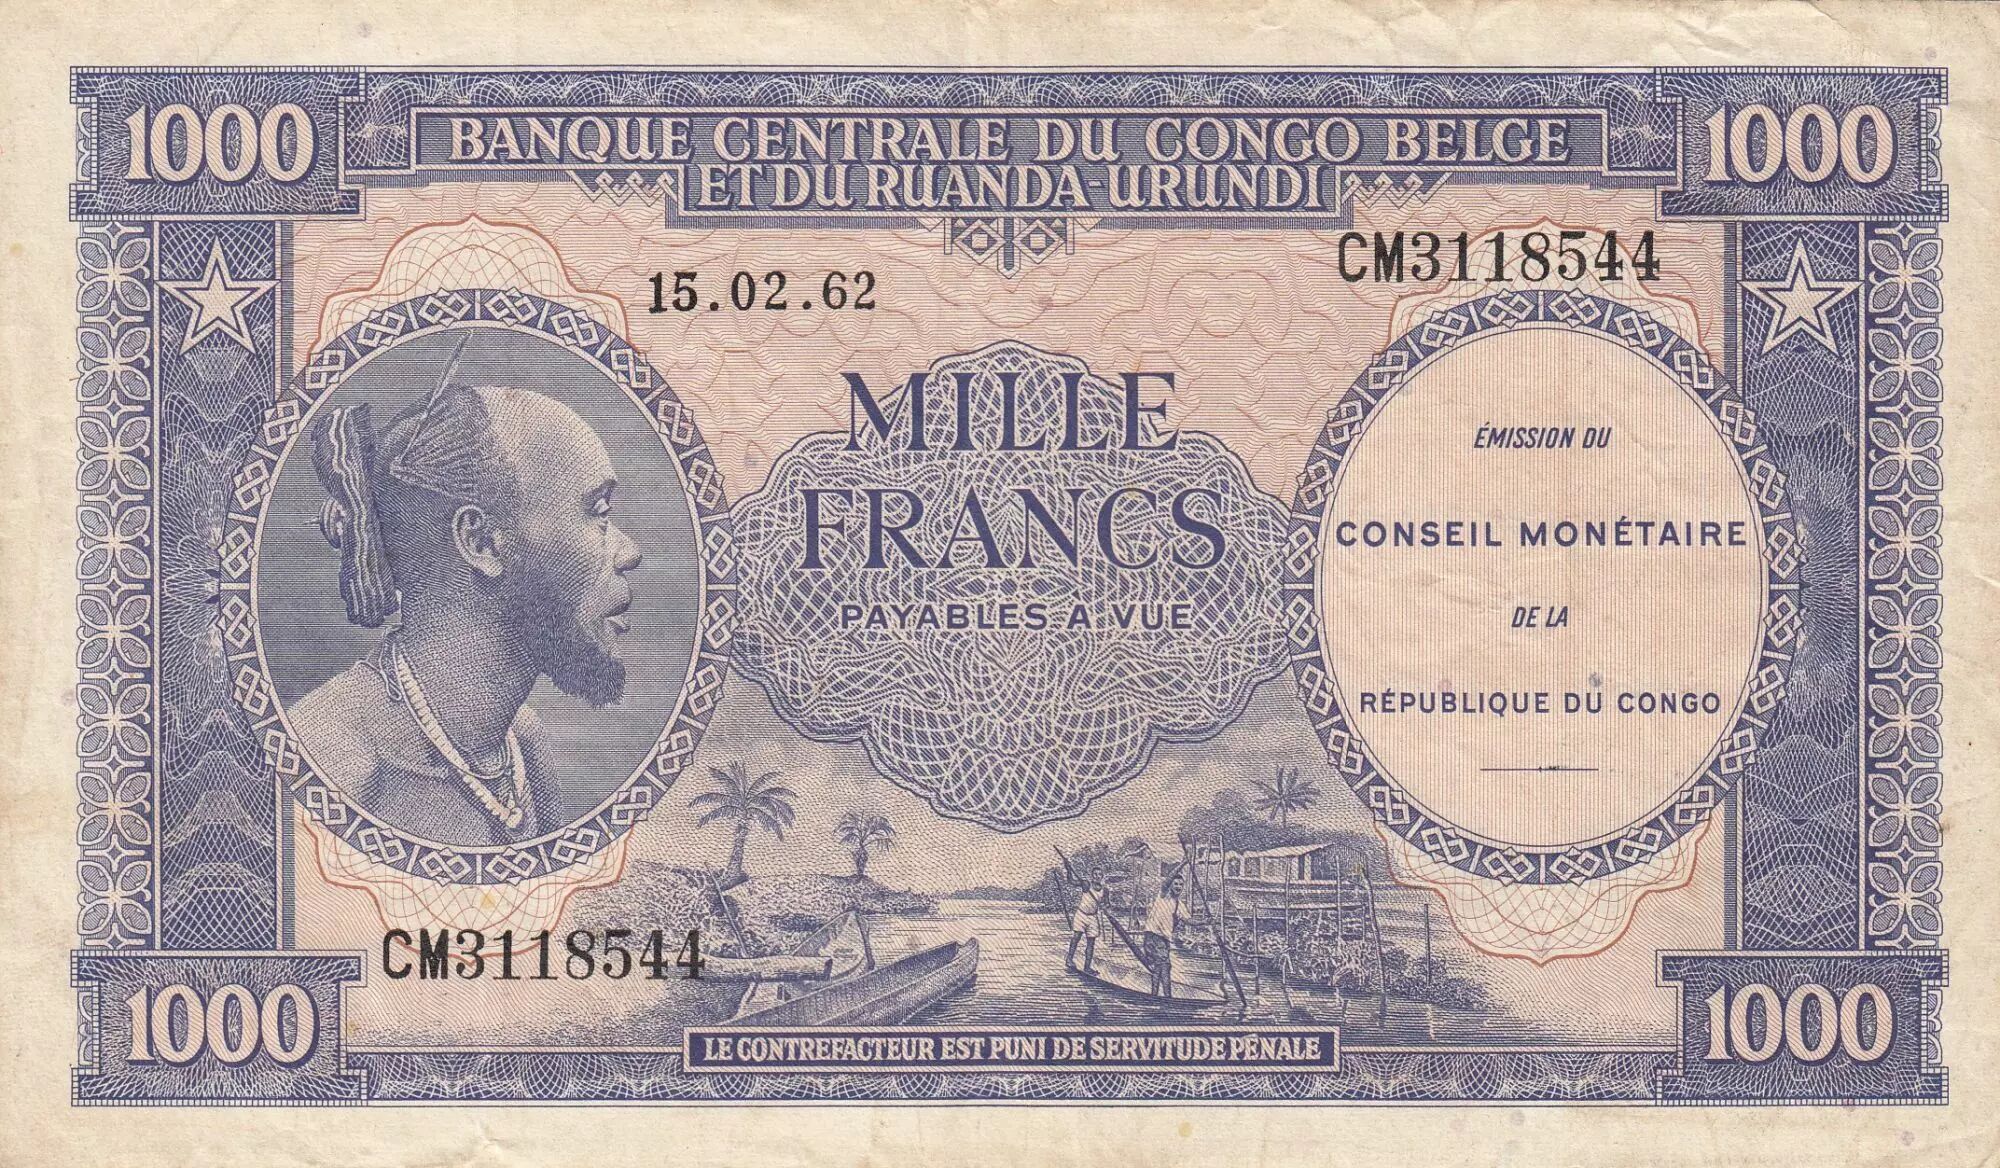 1000
1000
BANQUE CENTRALE DU CONGO BELGE
ET DU RUANDA-URUNDI
CM3118544
15.02.62
MILLE
FRANCS
PAYABLES A VUE
ÉMISSION DU
CONSEIL MONÉTAIRE
DE LA
RÉPUBLIQUE DU CONGO
CM3118544
1000
1000
LE CONTREFACTEUR EST PUNI DE SERVITUDE PÉNALE